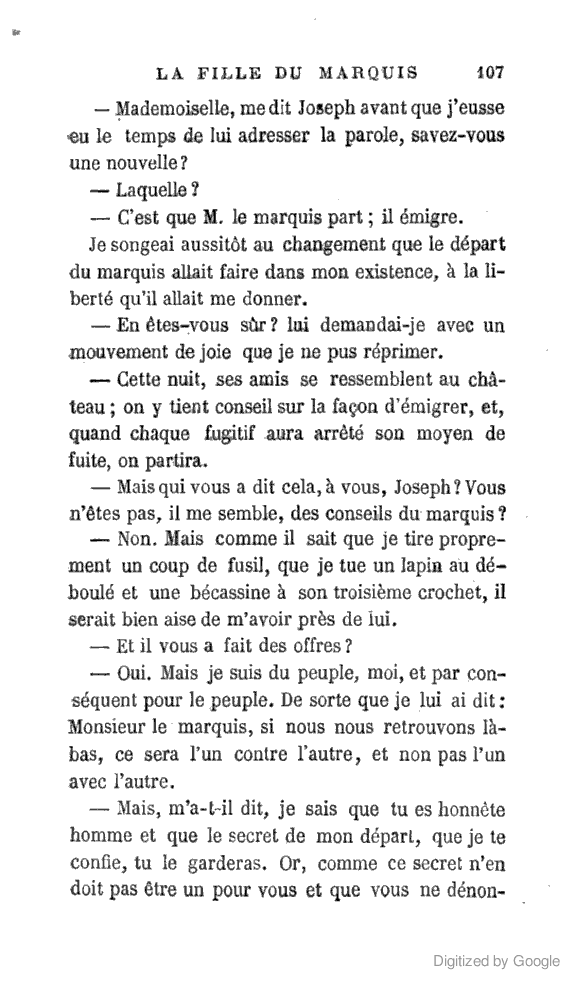 LA FILLE DU MARQUIS 107
— Mademoiselle, me dit Joseph avant que j'eusse
eu le temps de lui adresser la parole, savez-vous
une nouvelle ?
— Laquelle ?
— C'est que M. le marquis part ; il émigre.
Je songeai aussitôt au changement que le départ
du marquis allait faire dans mon existence, à la li-
berté qu'il allait me donner.
— En êtes-vous sûr ? lui demandai-je avec un
mouvement de joie que je ne pus réprimer.
— Cette nuit, ses amis se ressemblent au châ-
teau ; on y tient conseil sur la façon d'émigrer, et,
quand chaque fugitif aura arrêté son moyen de
fuite, on partira.
— Mais qui vous a dit cela, à vous, Joseph ? Vous
n'êtes pas, il me semble, des conseils du marquis ?
— Non. Mais comme il sait que je tire propre-
ment un coup de fusil, que je tue un lapin au dé-
boulé et une bécassine à son troisième crochet, il
serait bien aise de m'avoir près de lui.
— Et il vous a fait des offres ?
— Oui. Mais je suis du peuple, moi, et par con-
séquent pour le peuple. De sorte que je lui ai dit :
Monsieur le marquis, si nous nous retrouvons là-
bas, ce sera l'un contre l'autre, et non pas l'un
avec l'autre.
— Mais, m'a-t-il dit, je sais que tu es honnête
homme et que le secret de mon départ, que je te
confie, tu le garderas. Or, comme ce secret n'en
doit pas être un pour vous et que vous ne dénon-
Digitized by Google